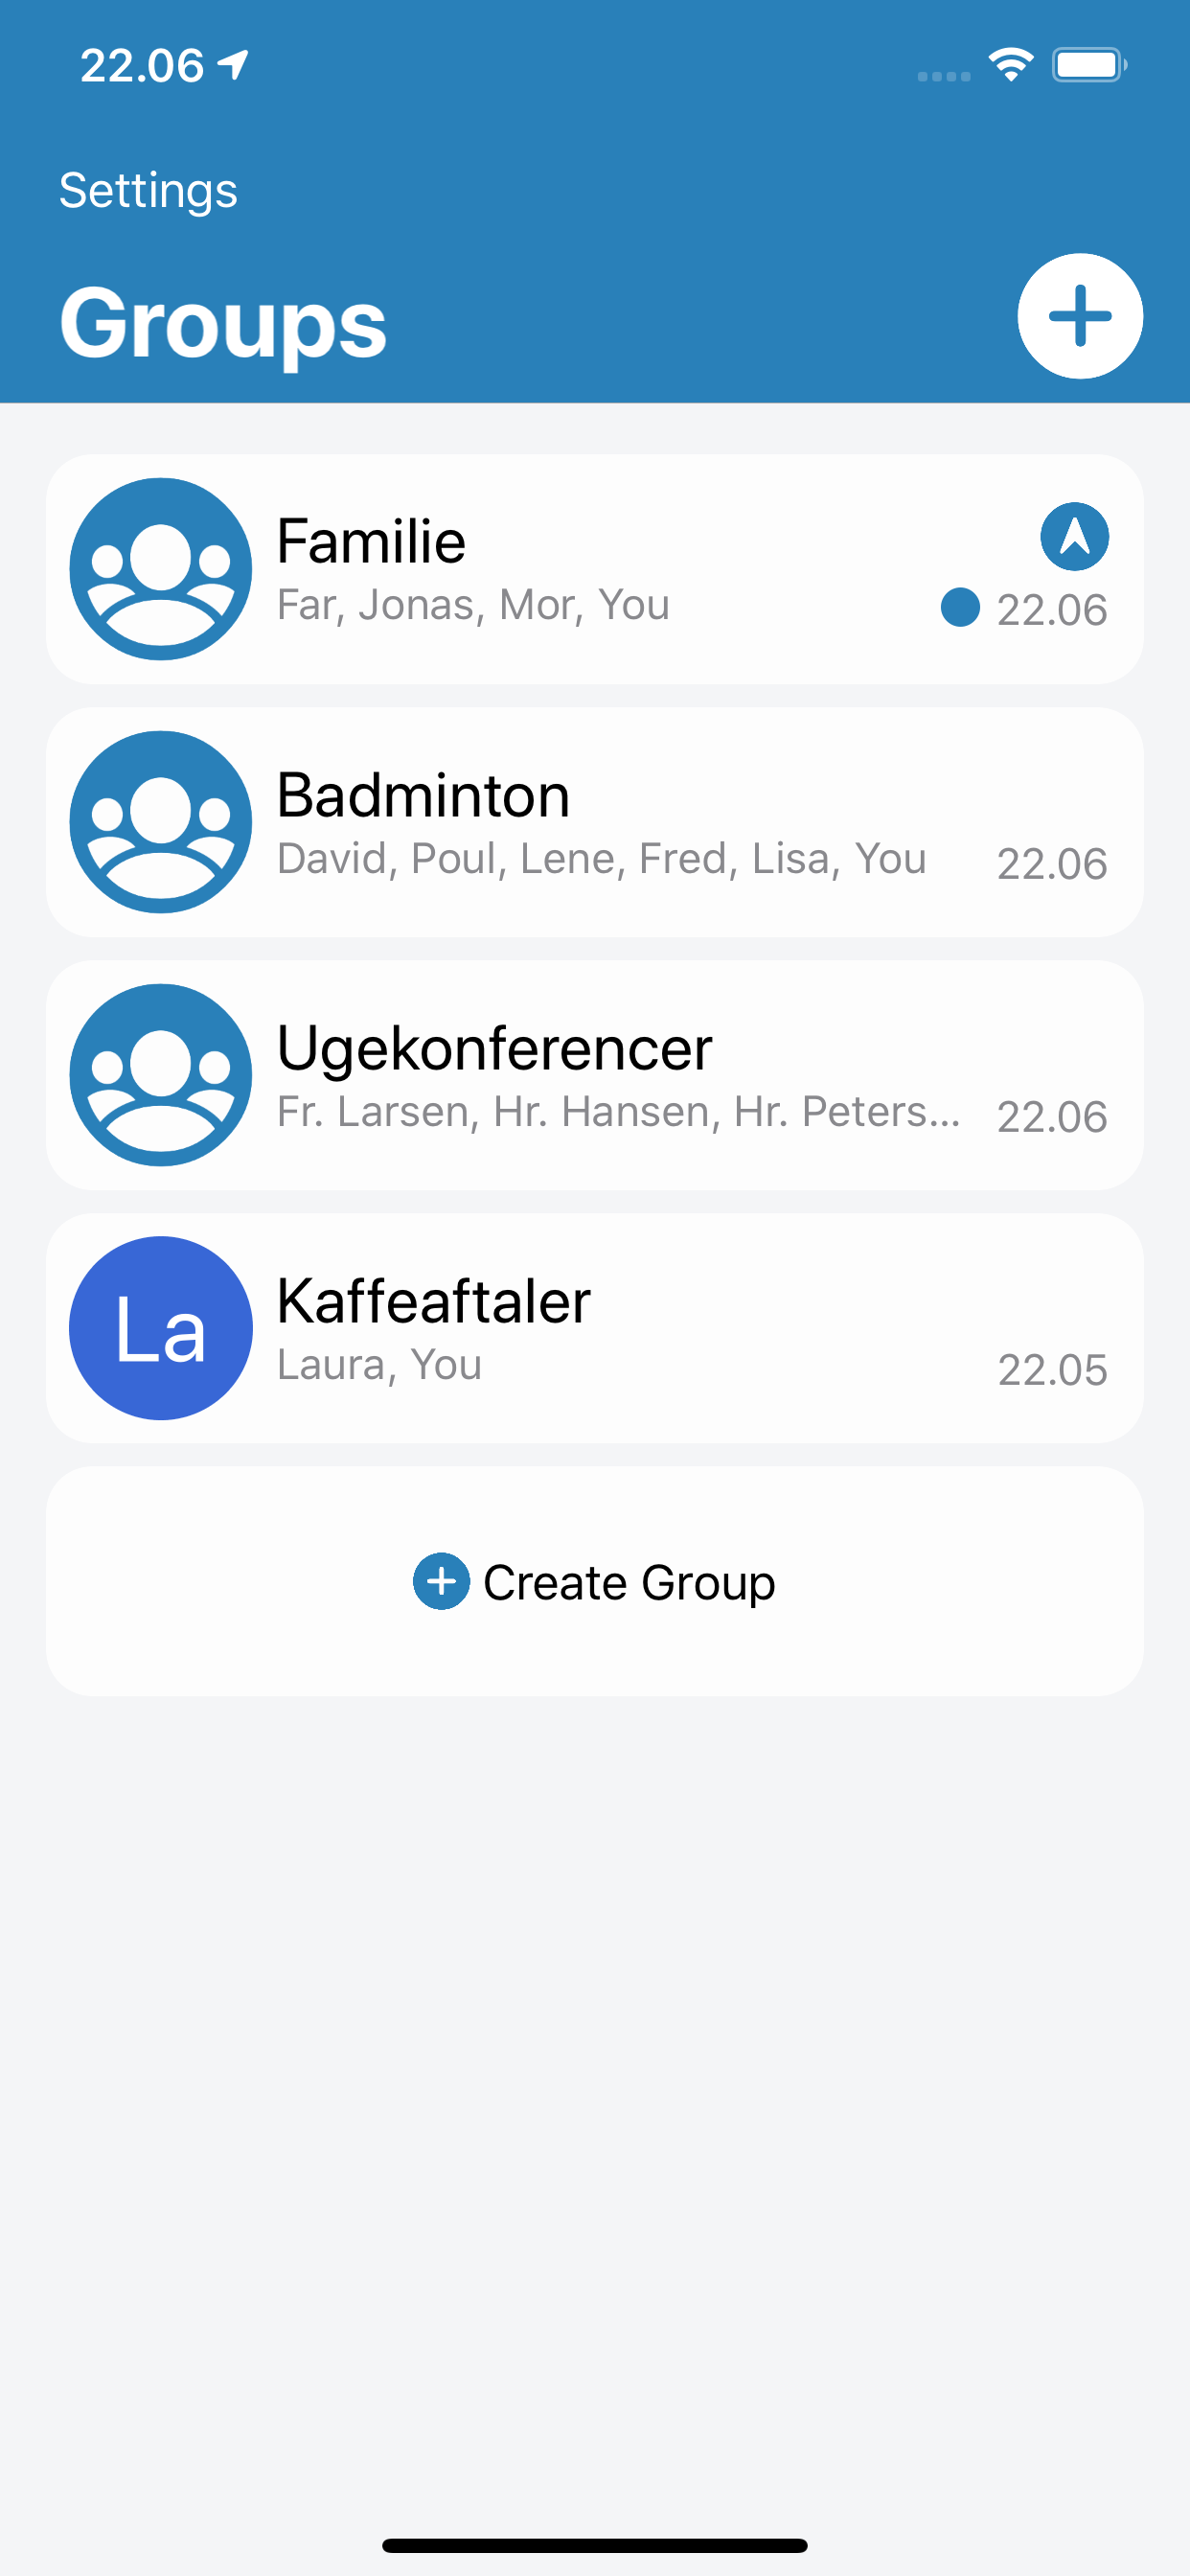 22.06
Settings
Groups
Familie
Far, Jonas, Mor, You
22.06
Badminton
David, Poul, Lene, Fred, Lisa, You
22.06
Ugekonferencer
Fr. Larsen, Hr. Hansen, Hr. Peters...
22.06
La
Kaffeaftaler
Laura, You
22.05
Create Group